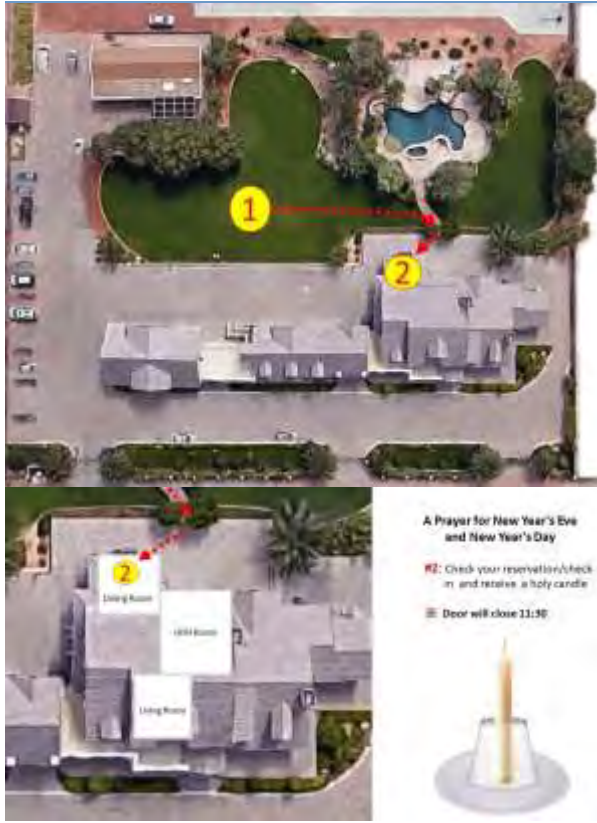 1
2
2
Living Room
Room
Living Room
A Prayer for New Year's Eve
and New Year's Day
#2: Check your reservation/check
in and receive a holy candle
※ Door will close 11:30